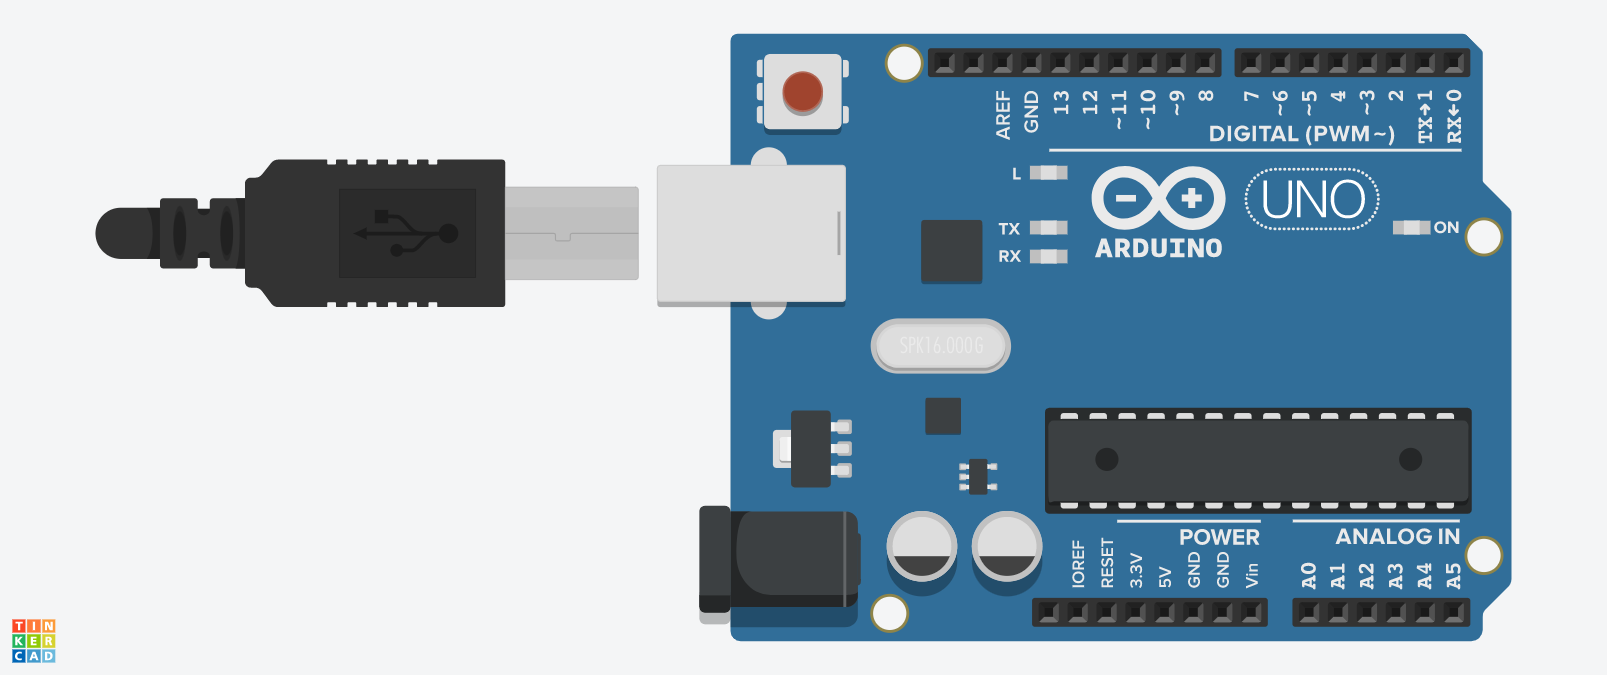 AREF
GND
13
12
~11
~10
~9
8
7
~6
~5
4
~3
2
TX→1
RX←0
DIGITAL (PWM~)
L
TX
RX
UNO
ON
ARDUINO
SPK16.000G
POWER
ANALOG IN
IOREF
RESET
3.3V
5V
GND
GND
Vin
A0
A1
A2
A3
A4
A5
TIN
KER
CAD